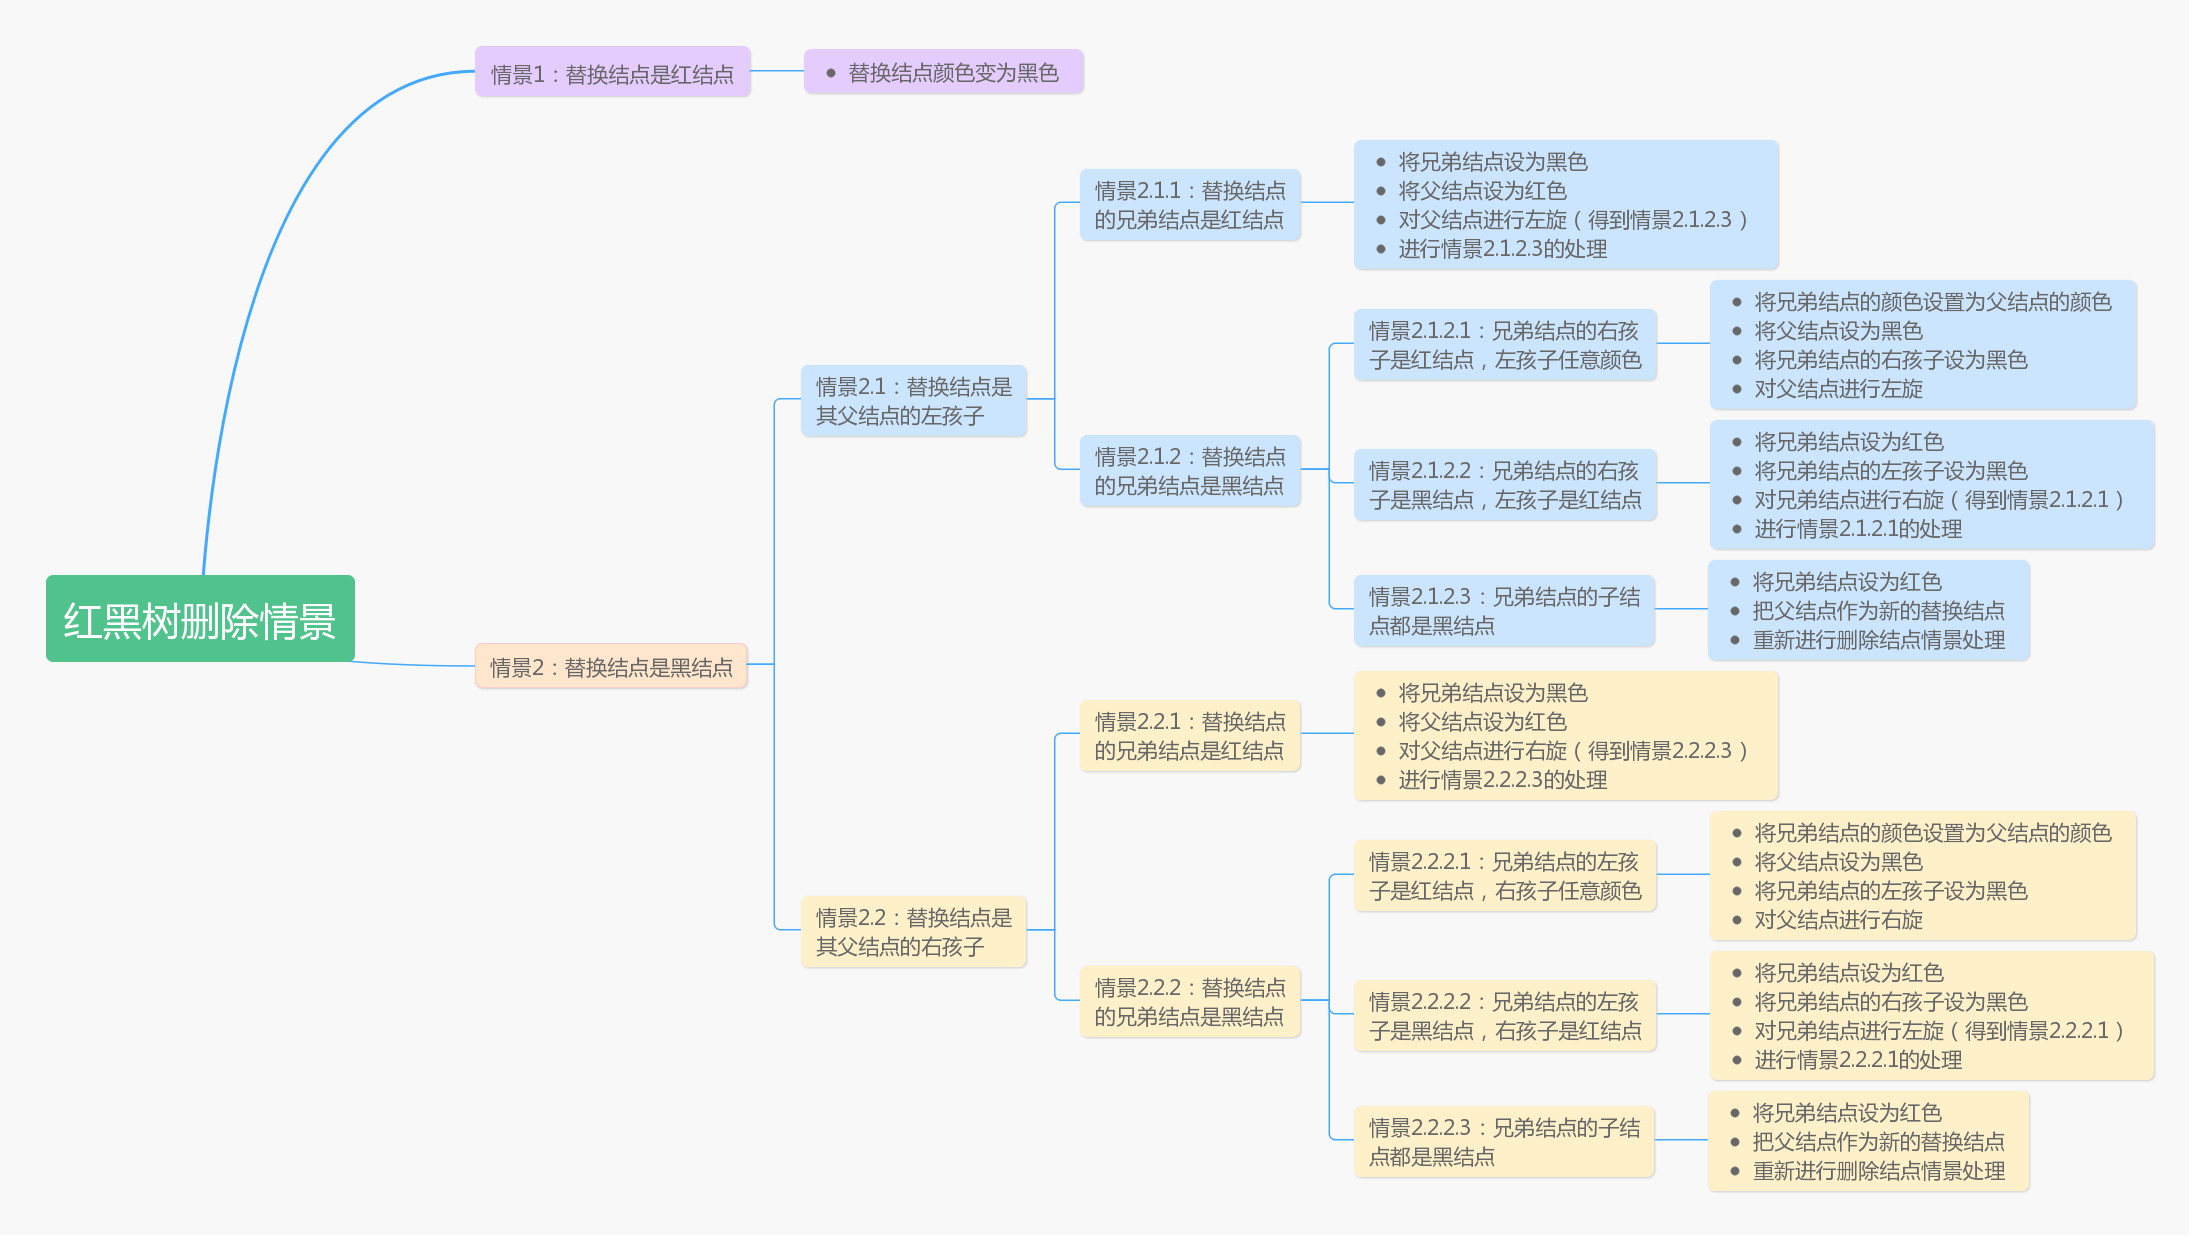 红黑树删除情景
情景1：替换结点是红结点
• 替换结点颜色变为黑色
情景2：替换结点是黑结点
情景2.1：替换结点是
其父结点的左孩子
情景2.1.1：替换结点
的兄弟结点是红结点
• 将兄弟结点设为黑色
• 将父结点设为红色
• 对父结点进行左旋（得到情景2.1.2.3）
• 进行情景2.1.2.3的处理
情景2.1.2：替换结点
的兄弟结点是黑结点
情景2.1.2.1：兄弟结点的右孩
子是红结点，左孩子任意颜色
• 将兄弟结点的颜色设置为父结点的颜色
• 将父结点设为黑色
• 将兄弟结点的右孩子设为黑色
• 对父结点进行左旋
情景2.1.2.2：兄弟结点的右孩
子是黑结点，左孩子是红结点
• 将兄弟结点设为红色
• 将兄弟结点的左孩子设为黑色
• 对兄弟结点进行右旋（得到情景2.1.2.1）
• 进行情景2.1.2.1的处理
情景2.1.2.3：兄弟结点的子结
点都是黑结点
• 将兄弟结点设为红色
• 把父结点作为新的替换结点
• 重新进行删除结点情景处理
情景2.2：替换结点是
其父结点的右孩子
情景2.2.1：替换结点
的兄弟结点是红结点
• 将兄弟结点设为黑色
• 将父结点设为红色
• 对父结点进行右旋（得到情景2.2.2.3）
• 进行情景2.2.2.3的处理
情景2.2.2：替换结点
的兄弟结点是黑结点
情景2.2.2.1：兄弟结点的左孩
子是红结点，右孩子任意颜色
• 将兄弟结点的颜色设置为父结点的颜色
• 将父结点设为黑色
• 将兄弟结点的左孩子设为黑色
• 对父结点进行右旋
情景2.2.2.2：兄弟结点的左孩
子是黑结点，右孩子是红结点
• 将兄弟结点设为红色
• 将兄弟结点的右孩子设为黑色
• 对兄弟结点进行左旋（得到情景2.2.2.1）
• 进行情景2.2.2.1的处理
情景2.2.2.3：兄弟结点的子结
点都是黑结点
• 将兄弟结点设为红色
• 把父结点作为新的替换结点
• 重新进行删除结点情景处理